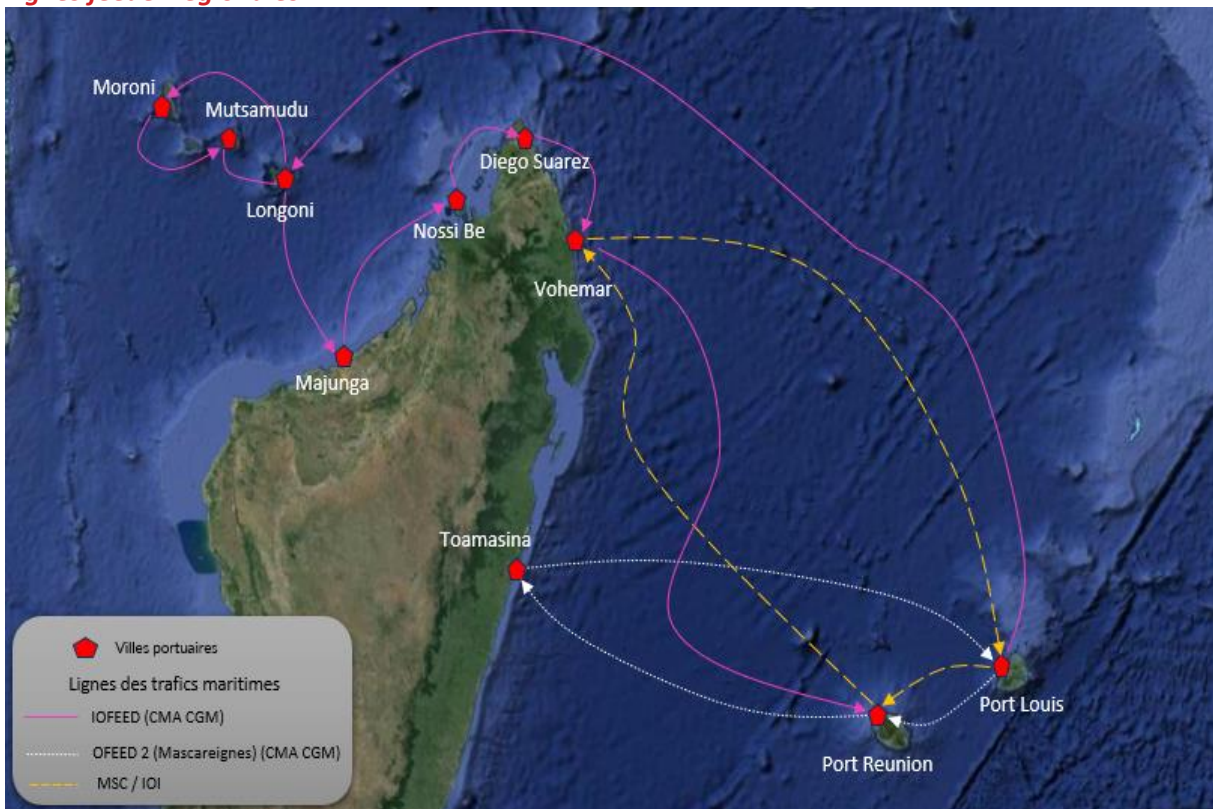 Moroni
Mutsamudu
Diego Suarez
Longoni
Nossi Be
Vohemar
Majunga
Toamasina
Port Louis
Port Reunion
Villes portuaires
Lignes des trafics maritimes
IOFEED (CMA CGM)
OFEED 2 (Mascareignes) (CMA CGM)
MSC / IOI